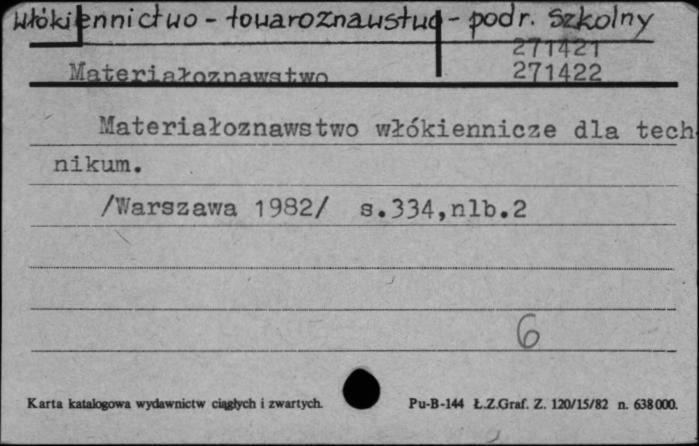 włókiennictwo - towaroznawstwo - podr. szkolny
271421
Materiałoznawstwo 271422
Materiałoznawstwo włókiennicze dla tech-
nikum.
/Warszawa 1982/ s.334,nlb.2
6
Karta katalogowa wydawnictw ciągłych i zwartych. Pu-B-144 Ł.Z.Graf. Z. 120/15/82 n. 638000.